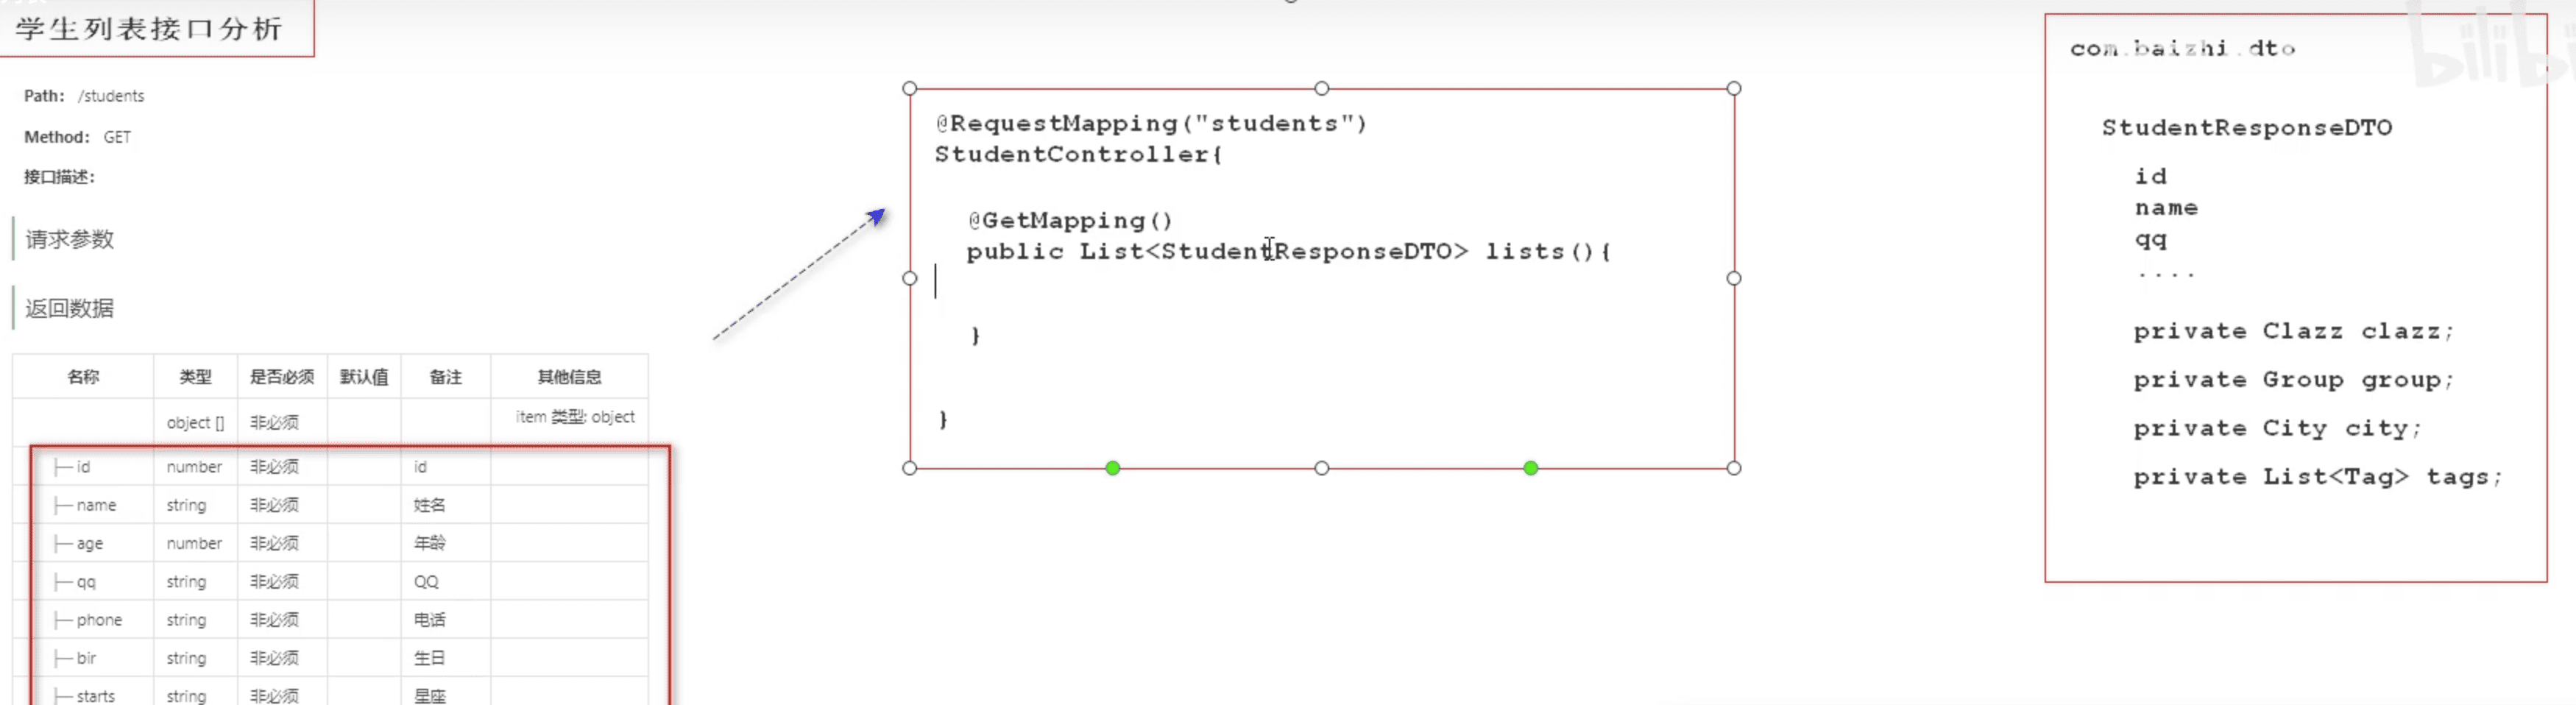 学生列表接口分析
Path: /students
Method: GET
接口描述:
请求参数
返回数据
名称 类型 是否必须 默认值 备注 其他信息
object [] 非必须 item 类型: object
├─ id number 非必须 id
├─ name string 非必须 姓名
├─ age number 非必须 年龄
├─ qq string 非必须 QQ
├─ phone string 非必须 电话
├─ bir string 非必须 生日
├─ starts string 非必须 星座
@RequestMapping("students")
StudentController{
@GetMapping()
public List<StudentResponseDTO> lists(){
}
}
com.baizhi.dto
StudentResponseDTO
id
name
qq
....
private Clazz clazz;
private Group group;
private City city;
private List<Tag> tags;